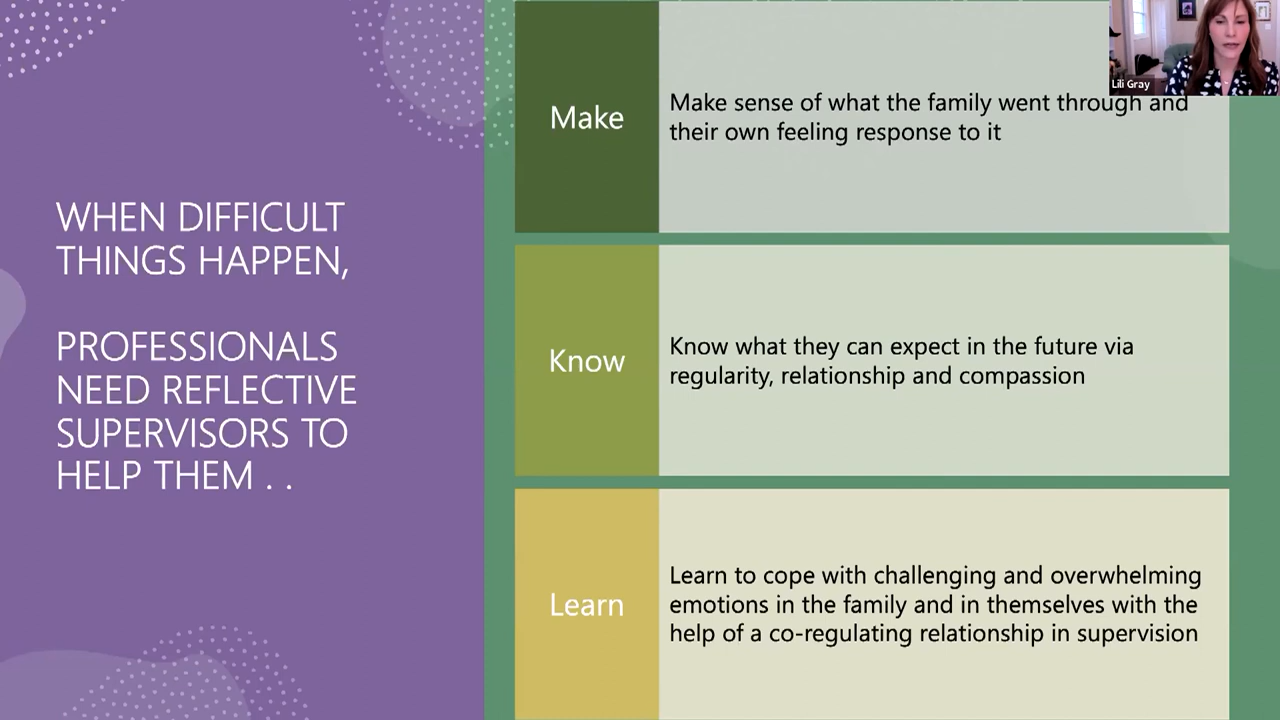 WHEN DIFFICULT
THINGS HAPPEN,
PROFESSIONALS
NEED REFLECTIVE
SUPERVISORS TO
HELP THEM . .
Make
Make sense of what the family went through and
their own feeling response to it
Know
Know what they can expect in the future via
regularity, relationship and compassion
Learn
Learn to cope with challenging and overwhelming
emotions in the family and in themselves with the
help of a co-regulating relationship in supervision
Lili Gray